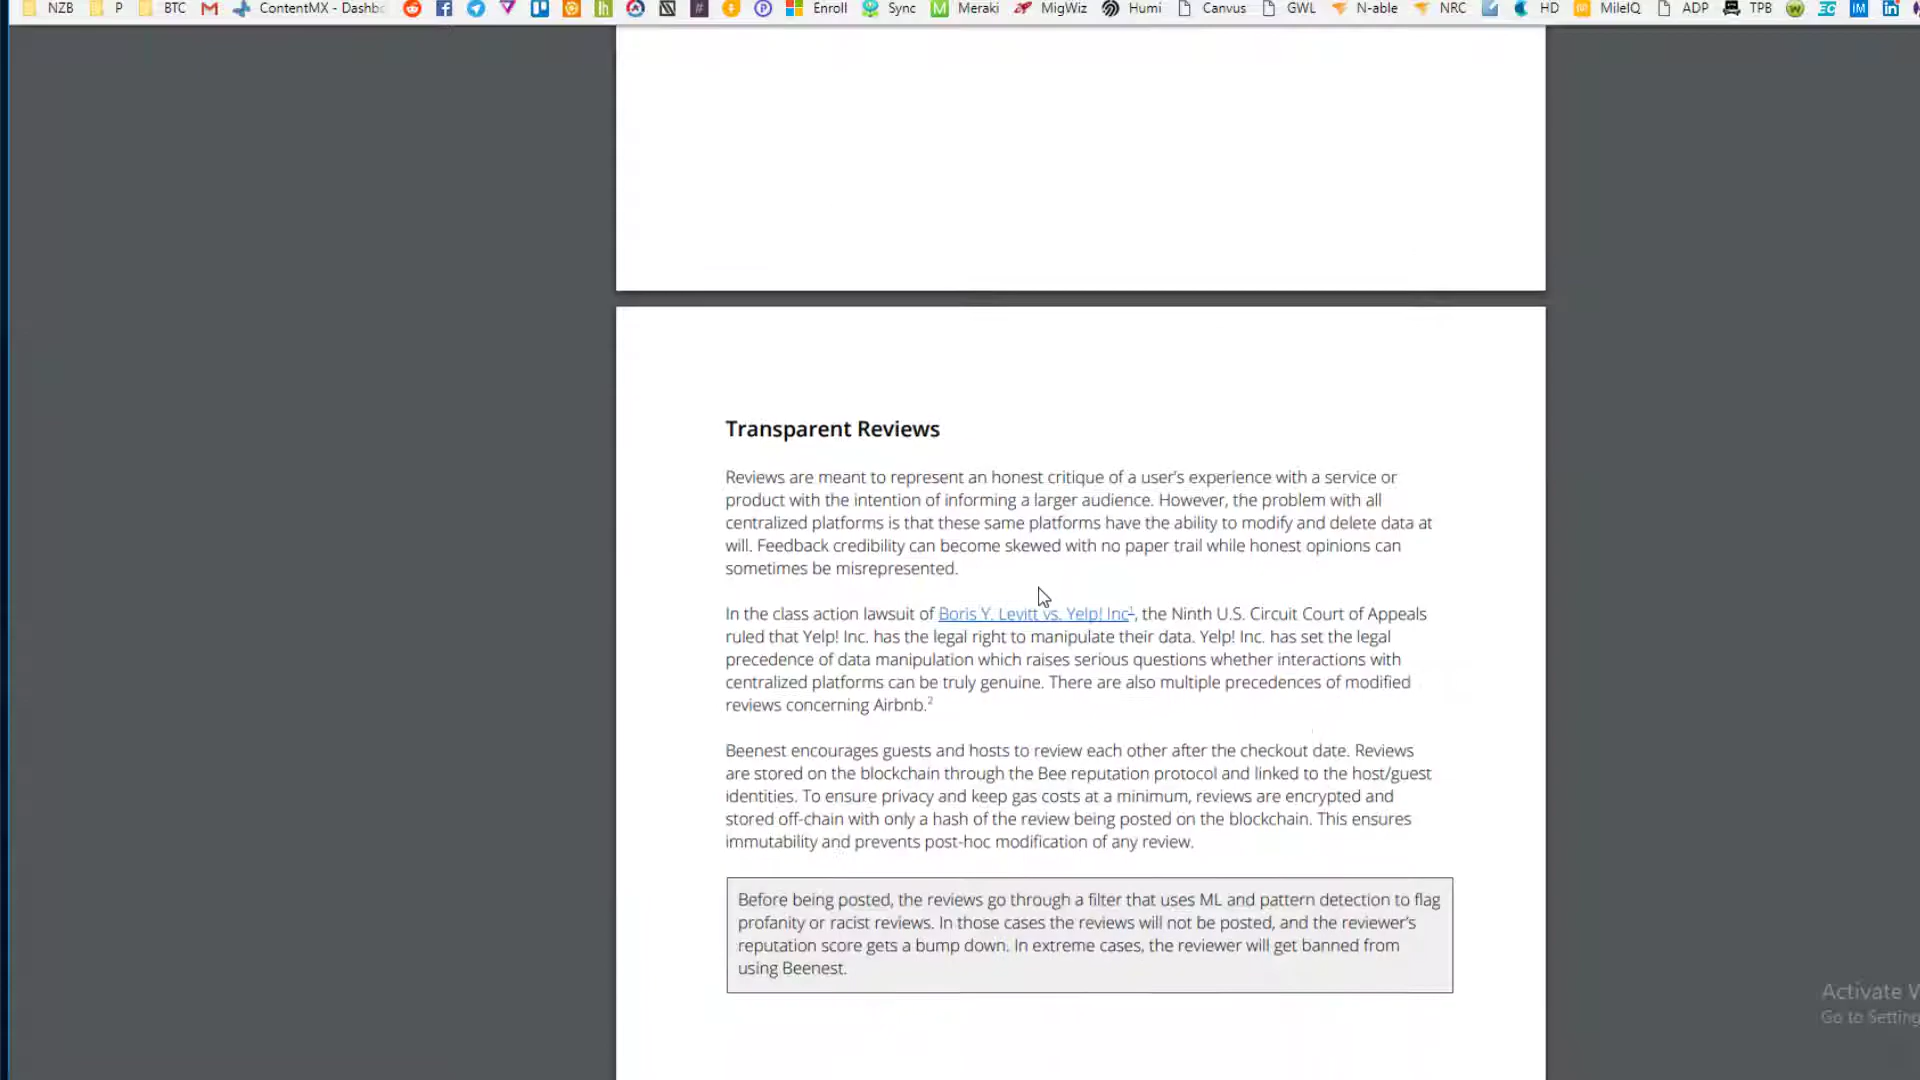 NZB P BTC ContentMX - Dashb Enroll Sync Meraki MigWiz Humi Canvus GWL N-able NRC HD MileIQ ADP TPB
Transparent Reviews
Reviews are meant to represent an honest critique of a user's experience with a service or
product with the intention of informing a larger audience. However, the problem with all
centralized platforms is that these same platforms have the ability to modify and delete data at
will. Feedback credibility can become skewed with no paper trail while honest opinions can
sometimes be misrepresented.
In the class action lawsuit of Boris Y. Levitt vs. Yelp! Inc¹, the Ninth U.S. Circuit Court of Appeals
ruled that Yelp! Inc. has the legal right to manipulate their data. Yelp! Inc. has set the legal
precedence of data manipulation which raises serious questions whether interactions with
centralized platforms can be truly genuine. There are also multiple precedences of modified
reviews concerning Airbnb.²
Beenest encourages guests and hosts to review each other after the checkout date. Reviews
are stored on the blockchain through the Bee reputation protocol and linked to the host/guest
identities. To ensure privacy and keep gas costs at a minimum, reviews are encrypted and
stored off-chain with only a hash of the review being posted on the blockchain. This ensures
immutability and prevents post-hoc modification of any review.
Before being posted, the reviews go through a filter that uses ML and pattern detection to flag
profanity or racist reviews. In those cases the reviews will not be posted, and the reviewer's
reputation score gets a bump down. In extreme cases, the reviewer will get banned from
using Beenest.
Activate W
Go to Setting